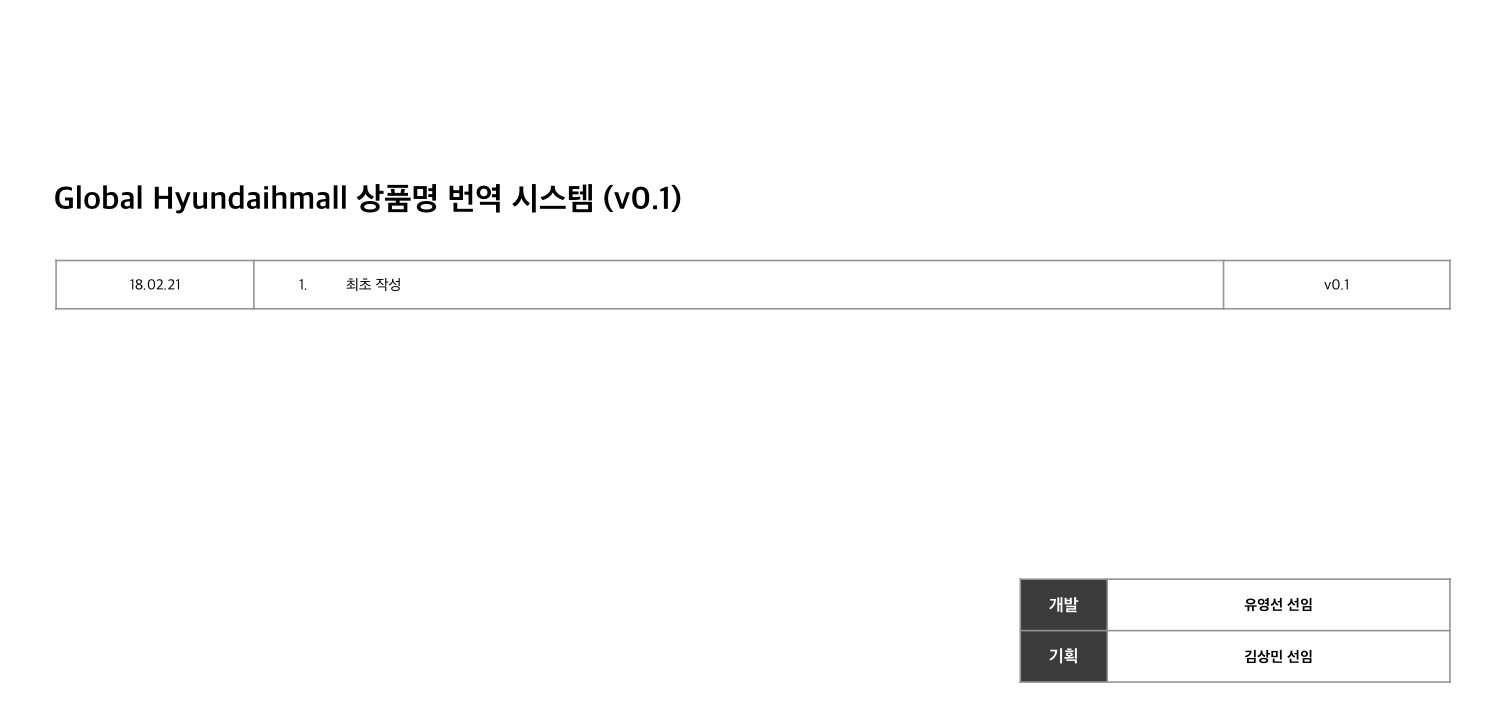 Global Hyundaihmall 상품명 번역 시스템 (v0.1)
18.02.21 1. 최초 작성 v0.1
개발 유영선 선임
기획 김상민 선임